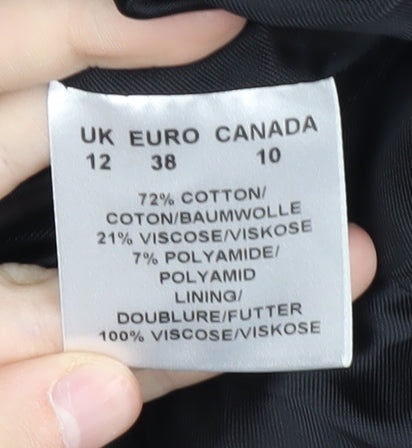 UK EURO CANADA
12 38 10
72% COTTON/
COTON/BAUMWOLLE
21% VISCOSE/VISKOSE
7% POLYAMIDE/
POLYAMID
LINING/
DOUBLURE/FUTTER
100% VISCOSE/VISKOSE